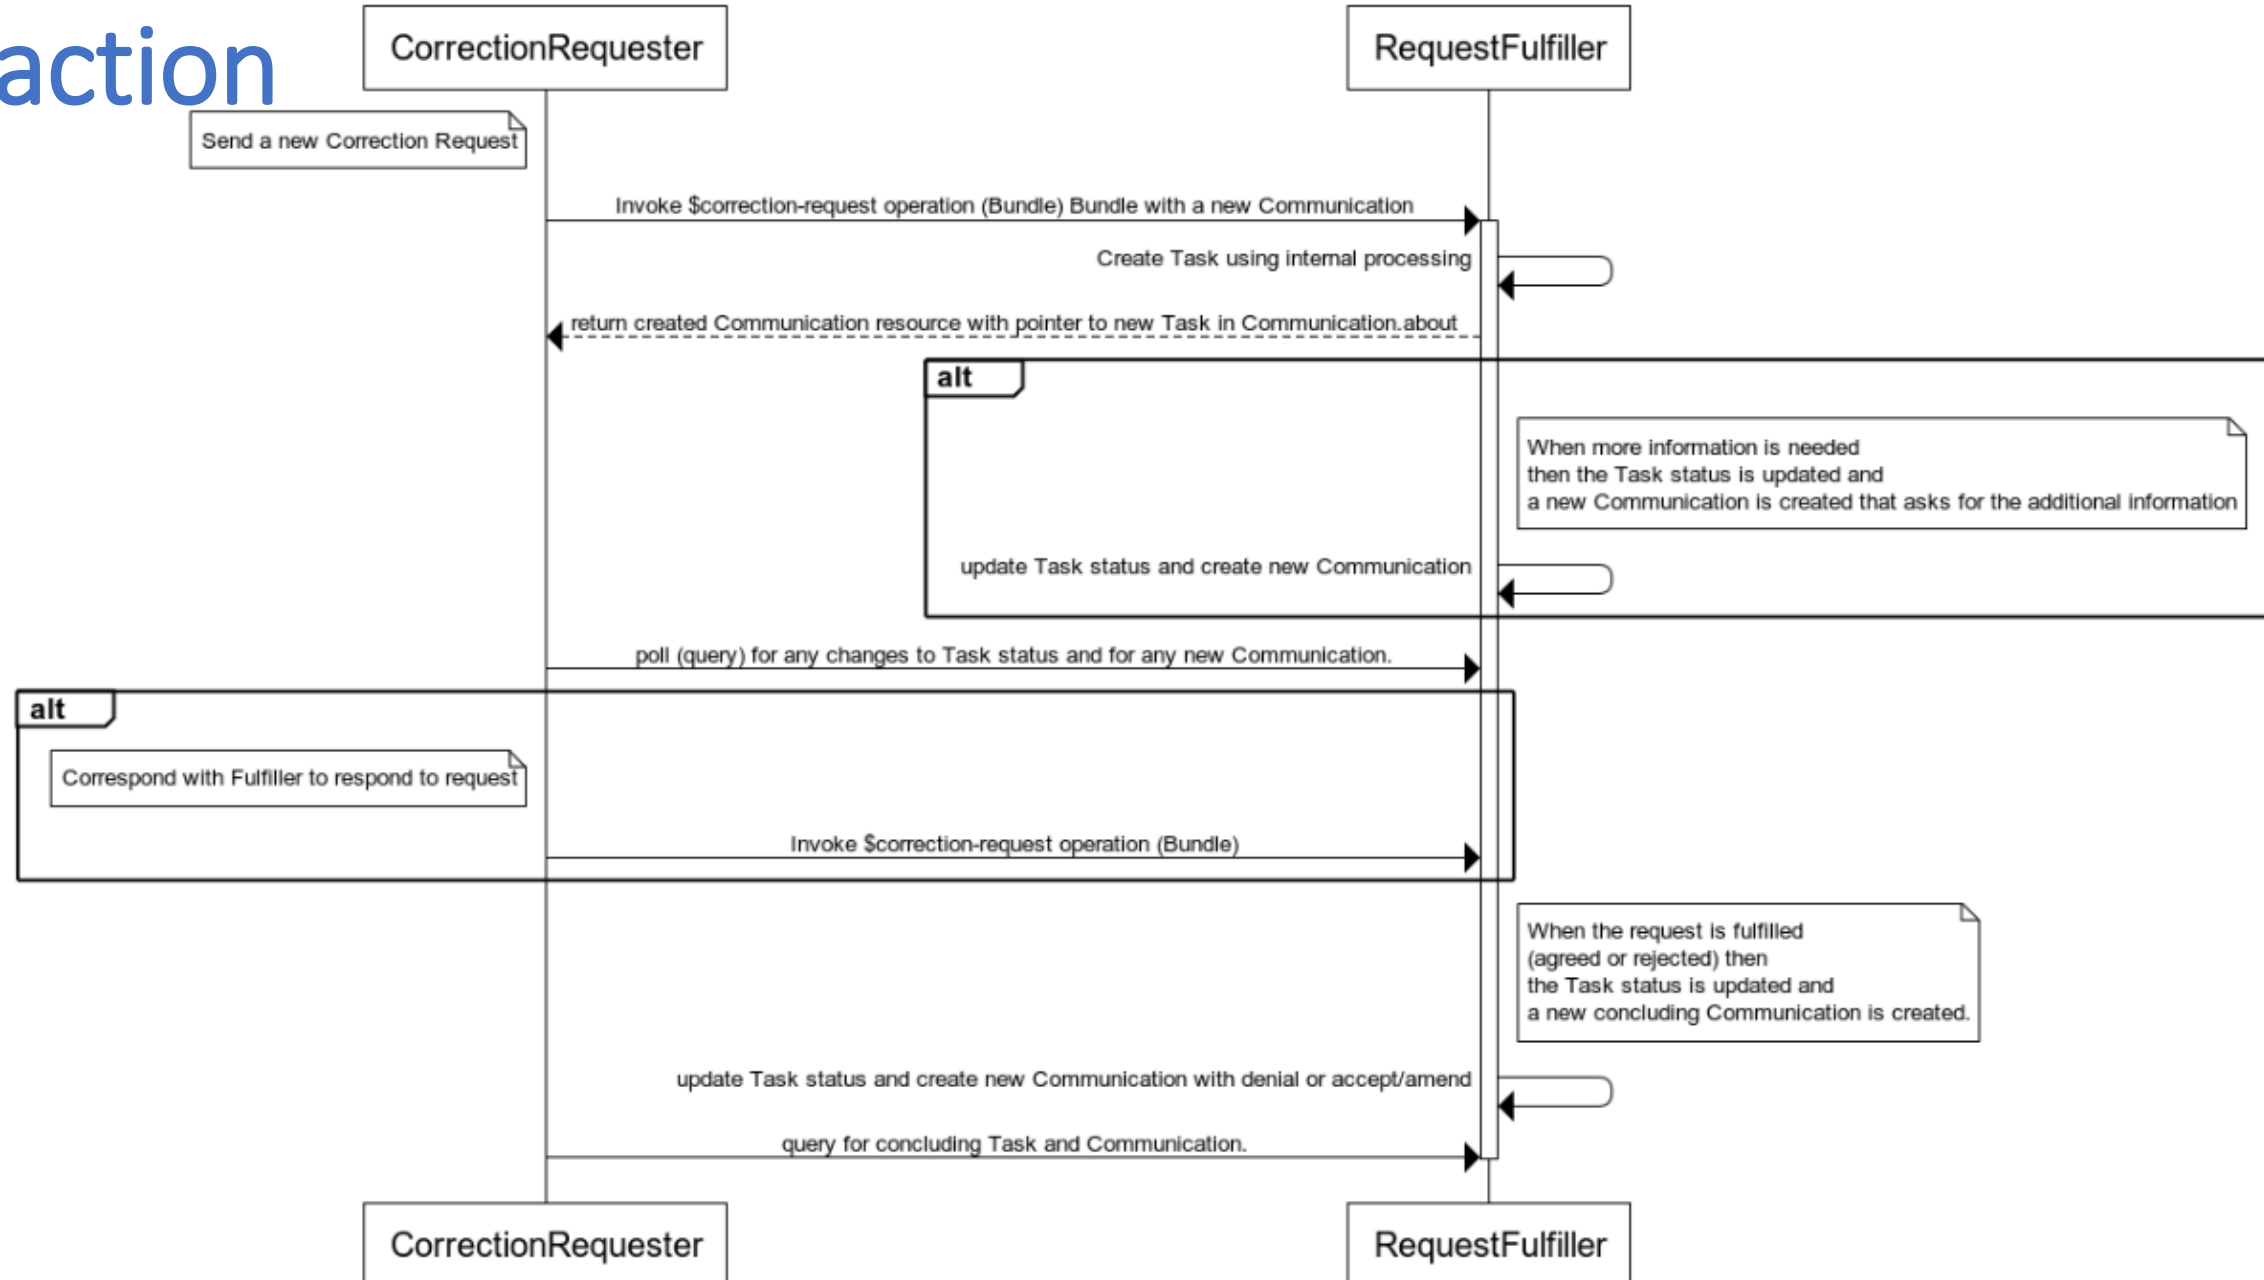 action
CorrectionRequester
RequestFulfiller
Send a new Correction Request
Invoke $correction-request operation (Bundle) Bundle with a new Communication
Create Task using internal processing
return created Communication resource with pointer to new Task in Communication.about
alt
When more information is needed
then the Task status is updated and
a new Communication is created that asks for the additional information
update Task status and create new Communication
poll (query) for any changes to Task status and for any new Communication.
alt
Correspond with Fulfiller to respond to request
Invoke $correction-request operation (Bundle)
When the request is fulfilled
(agreed or rejected) then
the Task status is updated and
a new concluding Communication is created.
update Task status and create new Communication with denial or accept/amend
query for concluding Task and Communication.
CorrectionRequester
RequestFulfiller